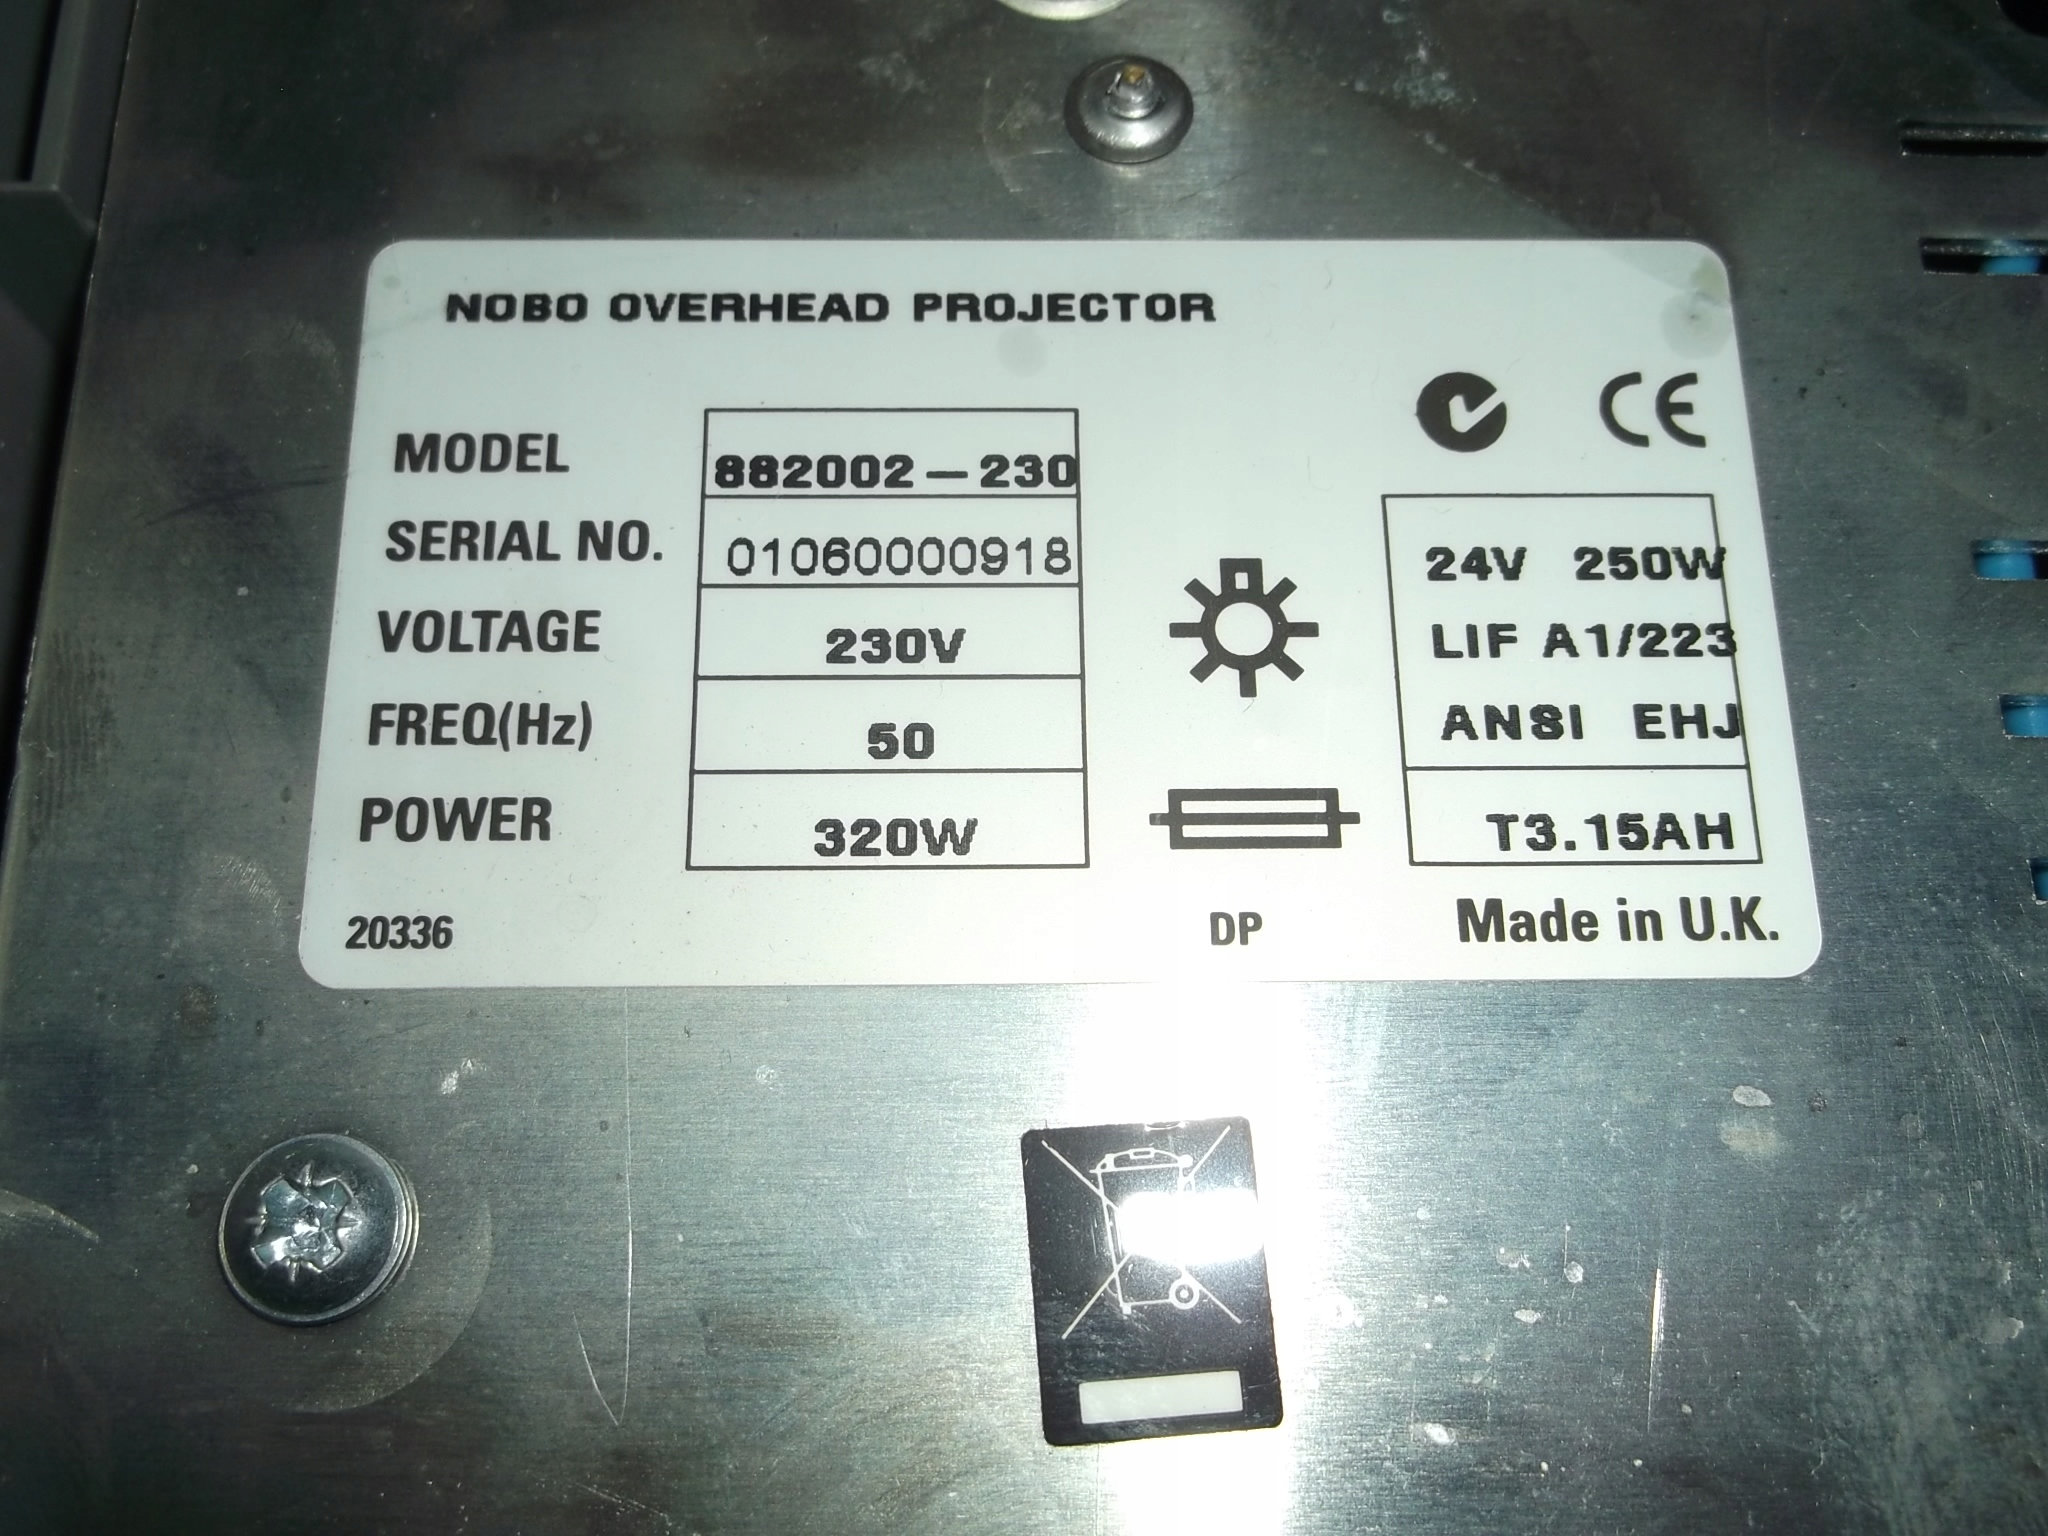 NOBO OVERHEAD PROJECTOR
MODEL 882002-230
SERIAL NO. 01060000918
VOLTAGE 230V
FREQ(Hz) 50
POWER 320W
CE
24V 250W
LIF A1/223
ANSI EHJ
T3.15AH
20336 DP Made in U.K.